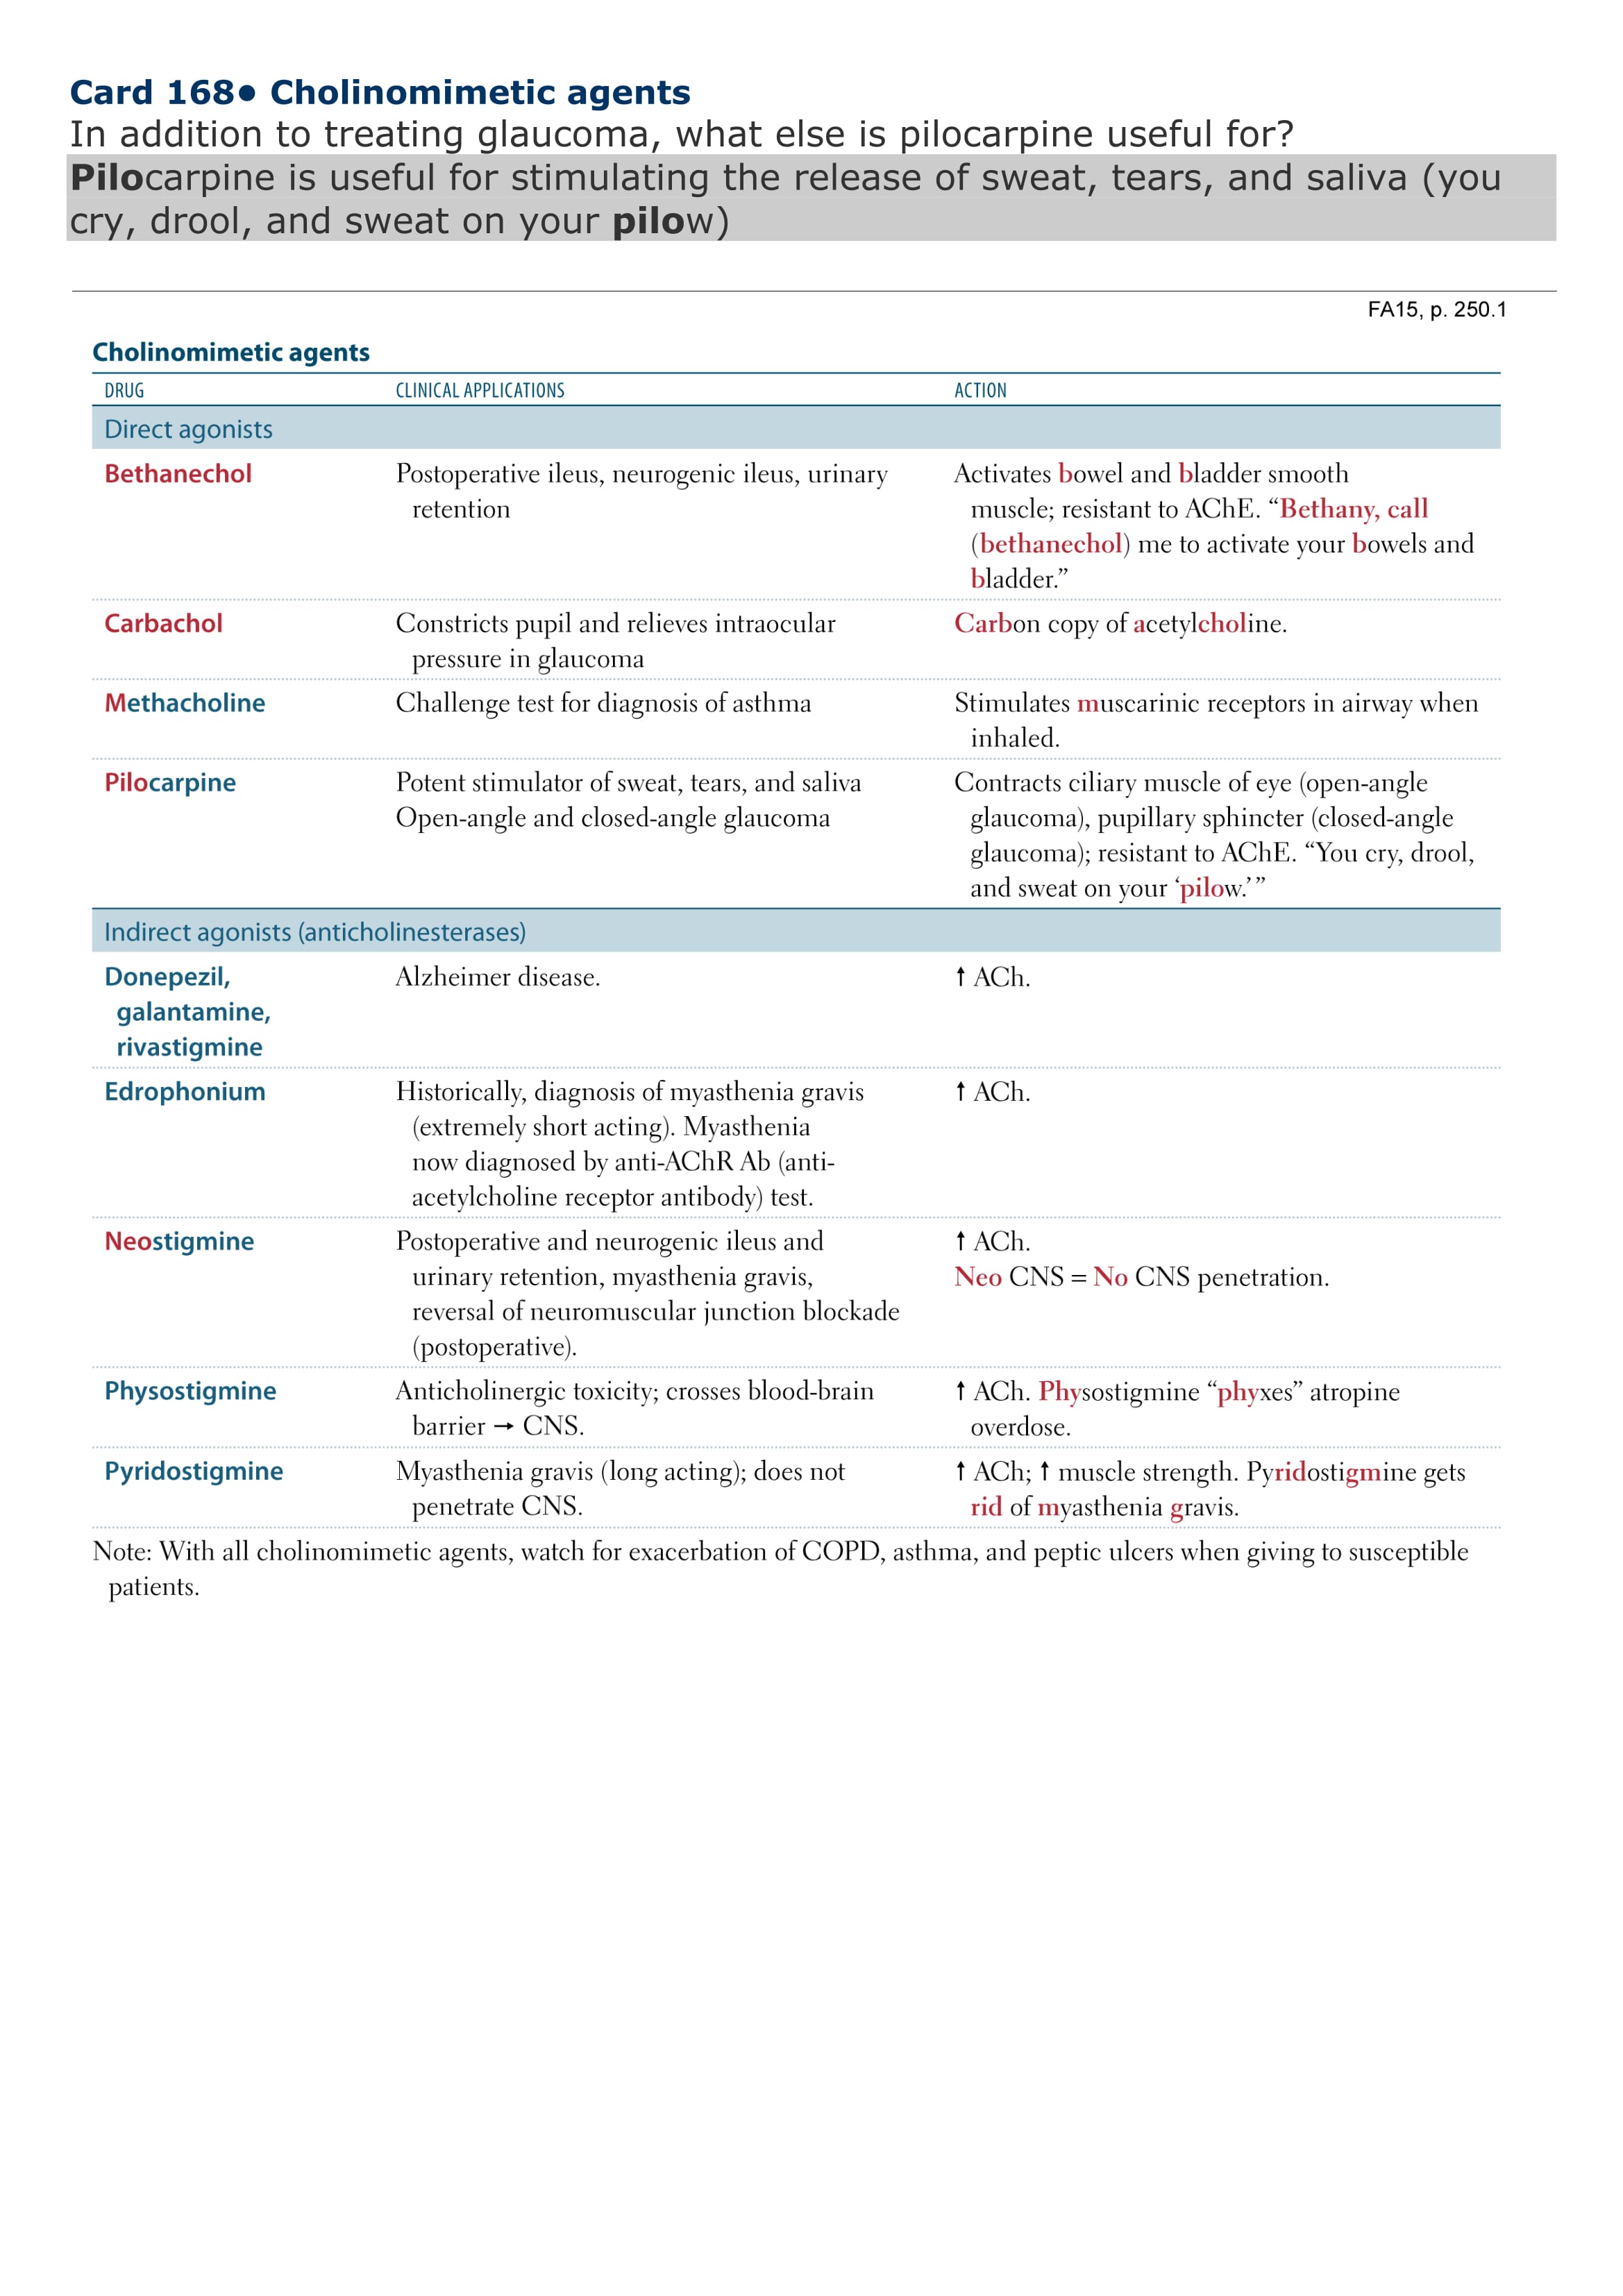 Card 168• Cholinomimetic agents
In addition to treating glaucoma, what else is pilocarpine useful for?
Pilocarpine is useful for stimulating the release of sweat, tears, and saliva (you
cry, drool, and sweat on your pilow)
FA15, p. 250.1
Cholinomimetic agents
DRUG CLINICAL APPLICATIONS ACTION
Direct agonists
Bethanechol Postoperative ileus, neurogenic ileus, urinary Activates bowel and bladder smooth
retention muscle; resistant to AChE. “Bethany, call
(bethanechol) me to activate your bowels and
bladder.”
Carbachol Constricts pupil and relieves intraocular Carbon copy of acetylcholine.
pressure in glaucoma
Methacholine Challenge test for diagnosis of asthma Stimulates muscarinic receptors in airway when
inhaled.
Pilocarpine Potent stimulator of sweat, tears, and saliva Contracts ciliary muscle of eye (open-angle
Open-angle and closed-angle glaucoma glaucoma), pupillary sphincter (closed-angle
glaucoma); resistant to AChE. “You cry, drool,
and sweat on your ‘pilow.’”
Indirect agonists (anticholinesterases)
Donepezil, Alzheimer disease. ↑ ACh.
galantamine,
rivastigmine
Edrophonium Historically, diagnosis of myasthenia gravis ↑ ACh.
(extremely short acting). Myasthenia
now diagnosed by anti-AChR Ab (anti-
acetylcholine receptor antibody) test.
Neostigmine Postoperative and neurogenic ileus and ↑ ACh.
urinary retention, myasthenia gravis, Neo CNS = No CNS penetration.
reversal of neuromuscular junction blockade
(postoperative).
Physostigmine Anticholinergic toxicity; crosses blood-brain ↑ ACh. Physostigmine “phyxes” atropine
barrier → CNS. overdose.
Pyridostigmine Myasthenia gravis (long acting); does not ↑ ACh; ↑ muscle strength. Pyridostigmine gets
penetrate CNS. rid of myasthenia gravis.
Note: With all cholinomimetic agents, watch for exacerbation of COPD, asthma, and peptic ulcers when giving to susceptible
patients.